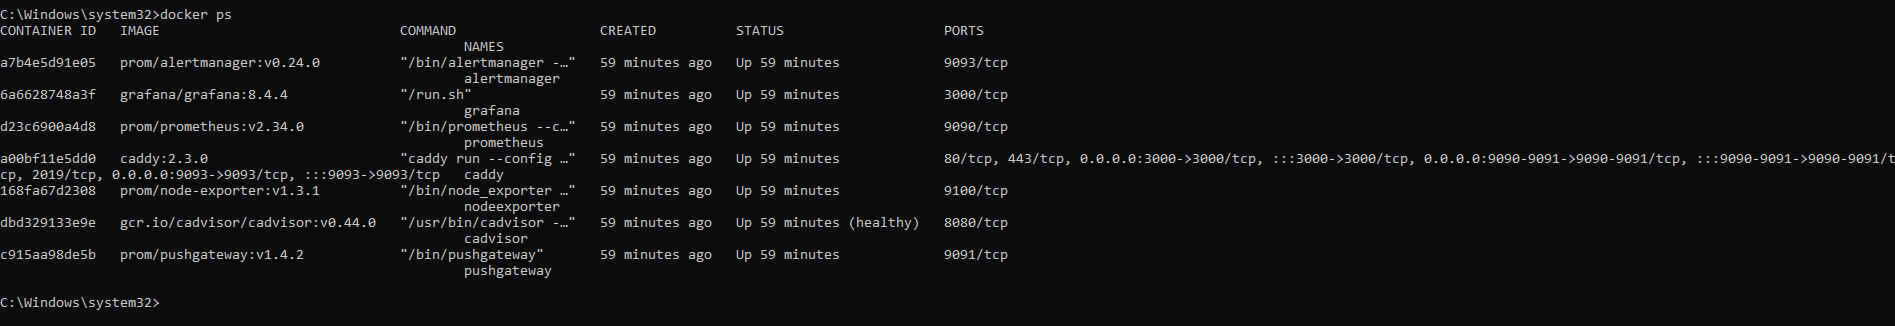 C:\Windows\system32>docker ps
CONTAINER ID   IMAGE                              COMMAND                  CREATED          STATUS                    PORTS
                                                          NAMES
a7b4e5d91e05   prom/alertmanager:v0.24.0          "/bin/alertmanager -…"   59 minutes ago   Up 59 minutes             9093/tcp
                                                          alertmanager
6a6628748a3f   grafana/grafana:8.4.4              "/run.sh"                59 minutes ago   Up 59 minutes             3000/tcp
                                                          grafana
d23c6900a4d8   prom/prometheus:v2.34.0            "/bin/prometheus --c…"   59 minutes ago   Up 59 minutes             9090/tcp
                                                          prometheus
a00bf11e5dd0   caddy:2.3.0                        "caddy run --config …"   59 minutes ago   Up 59 minutes             80/tcp, 443/tcp, 0.0.0.0:3000->3000/tcp, :::3000->3000/tcp, 0.0.0.0:9090-9091->9090-9091/tcp, :::9090-9091->9090-9091/t
cp, 2019/tcp, 0.0.0.0:9093->9093/tcp, :::9093->9093/tcp   caddy
168fa67d2308   prom/node-exporter:v1.3.1          "/bin/node_exporter …"   59 minutes ago   Up 59 minutes             9100/tcp
                                                          nodeexporter
dbd329133e9e   gcr.io/cadvisor/cadvisor:v0.44.0   "/usr/bin/cadvisor -…"   59 minutes ago   Up 59 minutes (healthy)   8080/tcp
                                                          cadvisor
c915aa98de5b   prom/pushgateway:v1.4.2            "/bin/pushgateway"       59 minutes ago   Up 59 minutes             9091/tcp
                                                          pushgateway
C:\Windows\system32>